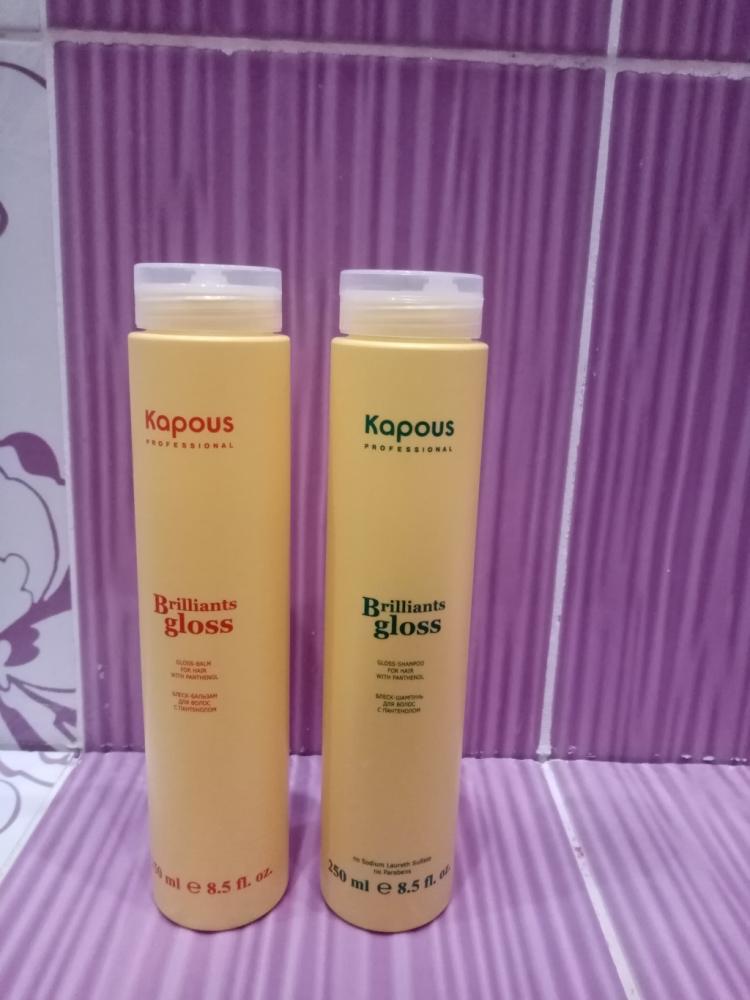 Kapous
PROFESSIONAL
Brilliants
gloss
GLOSS-BALM
FOR HAIR
WITH PANTHENOL
БЛЕСК-БАЛЬЗАМ
ДЛЯ ВОЛОС
С ПАНТЕНОЛОМ
50 ml e 8.5 fl. oz.
Kapous
PROFESSIONAL
Brilliants
gloss
GLOSS-SHAMPOO
FOR HAIR
WITH PANTHENOL
БЛЕСК-ШАМПУНЬ
ДЛЯ ВОЛОС
С ПАНТЕНОЛОМ
no Sodium Laureth Sulfate
no Parabens
250 ml e 8.5 fl. oz.